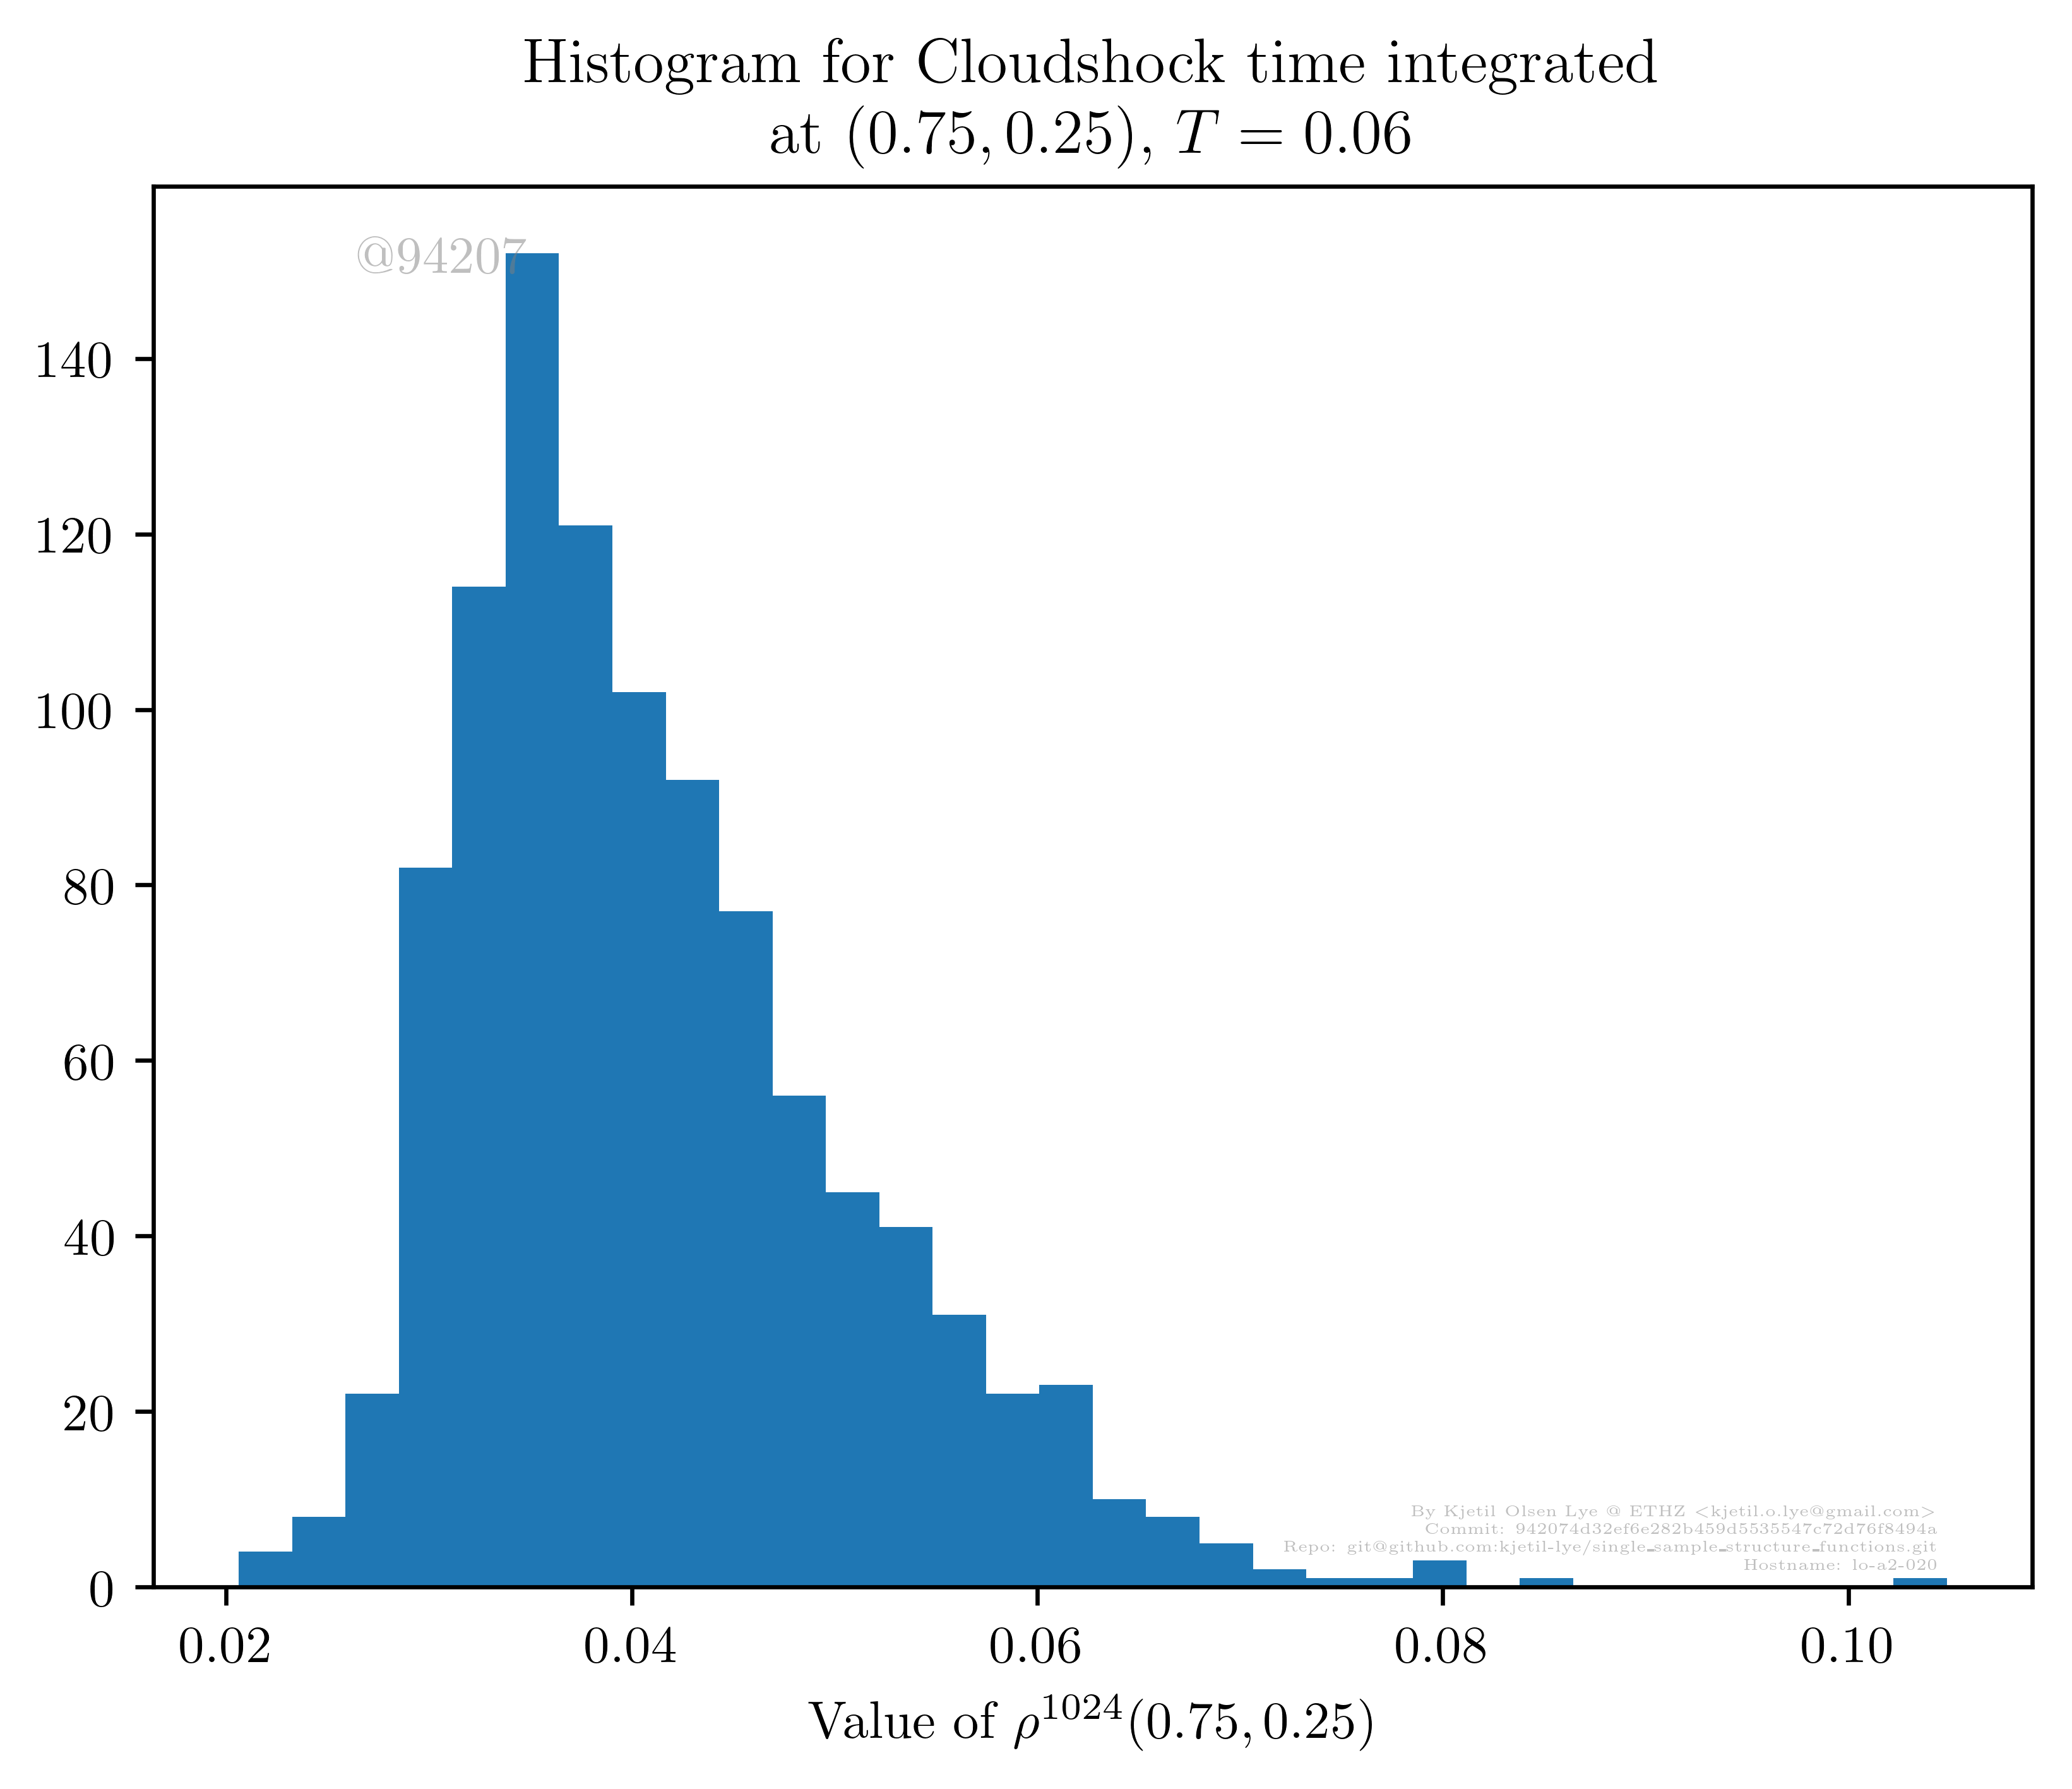 Histogram for Cloudshock time integrated
at (0.75, 0.25), T = 0.06
@94207
140
120
100
80
60
40
20
0
By Kjetil Olsen Lye @ ETHZ <kjetil.o.lye@gmail.com>
Commit: 942074d32ef6e282b459d5535547c72d76f8494a
Repo: git@github.com:kjetil-lye/single_sample_structure_functions.git
Hostname: lo-a2-020
0.02 0.04 0.06 0.08 0.10
Value of ρ^1024(0.75, 0.25)